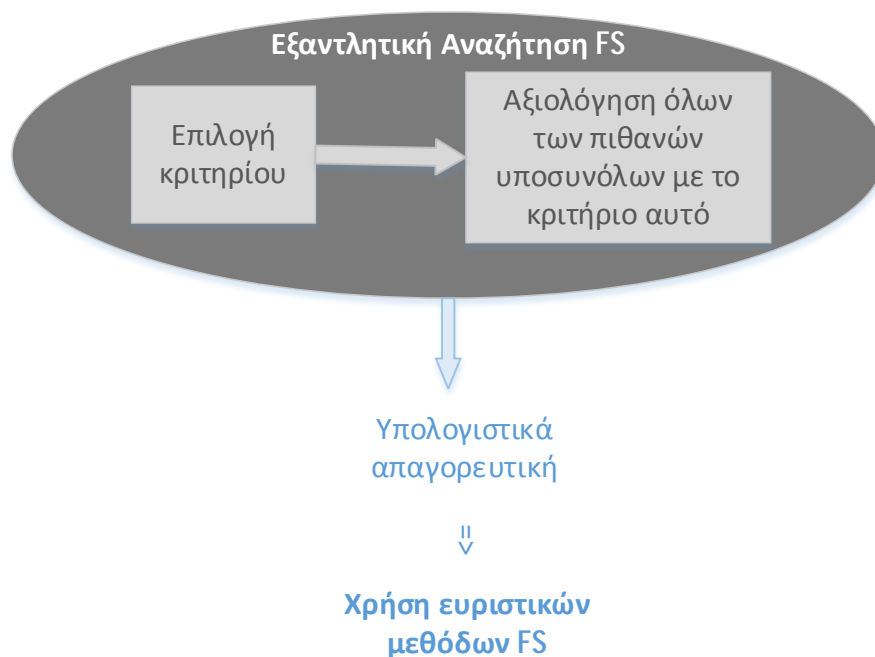 Εξαντλητική Αναζήτηση FS
Επιλογή
κριτηρίου
Αξιολόγηση όλων
των πιθανών
υποσυνόλων με το
κριτήριο αυτό
Υπολογιστικά
απαγορευτική
=>
Χρήση ευριστικών
μεθόδων FS